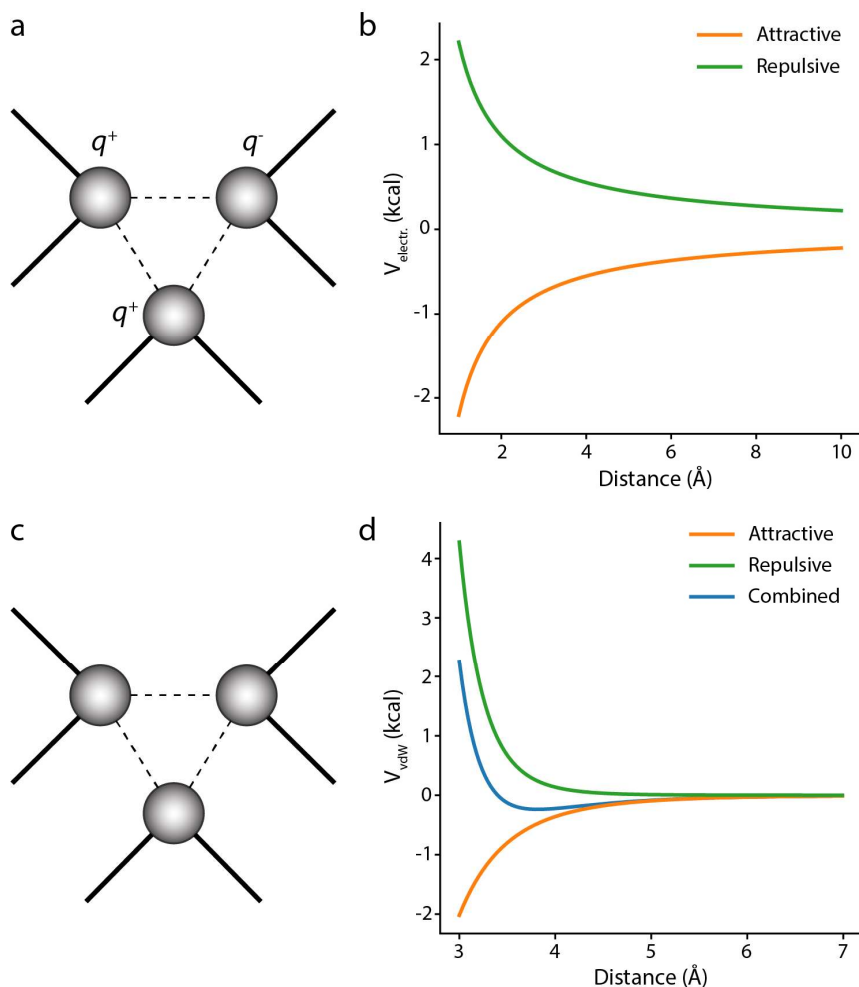 a
q+
q-
q+
b
Attractive
Repulsive
2
1
0
-1
-2
Velectr. (kcal)
2
4
6
8
10
Distance (Å)
c
d
Attractive
Repulsive
Combined
4
3
2
1
0
-1
-2
VvdW (kcal)
3
4
5
6
7
Distance (Å)